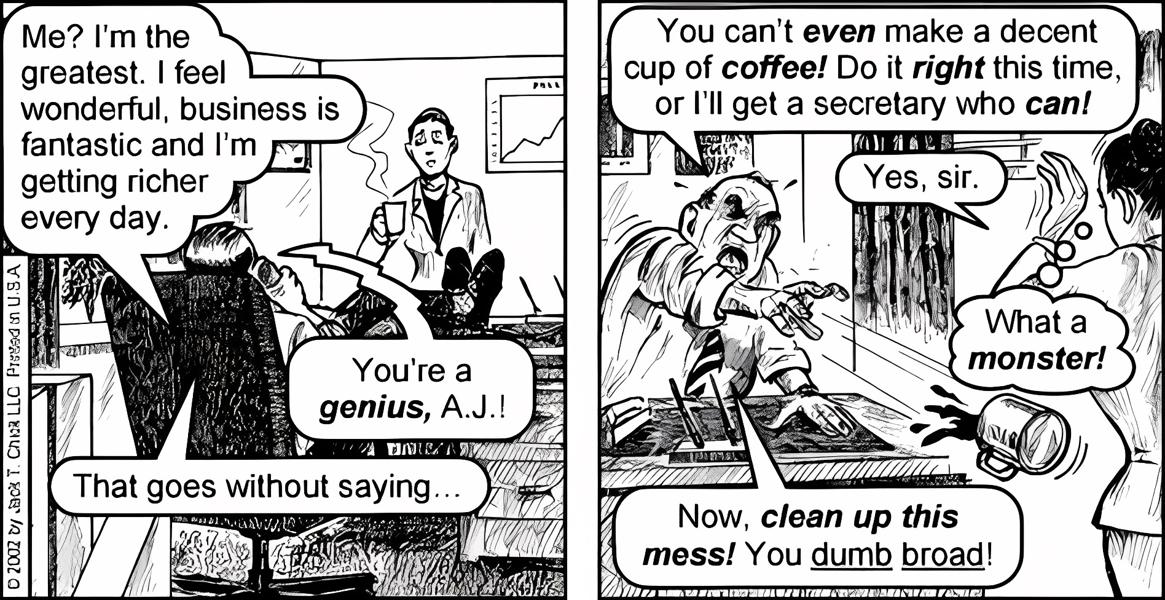 Me? I'm the
greatest. I feel
wonderful, business is
fantastic and I'm
getting richer
every day.
You're a
genius, A.J.!
That goes without saying...
© 2002 by Jack T. Chick LLC Printed in U.S.A
You can't even make a decent
cup of coffee! Do it right this time,
or I'll get a secretary who can!
Yes, sir.
What a
monster!
Now, clean up this
mess! You dumb broad!